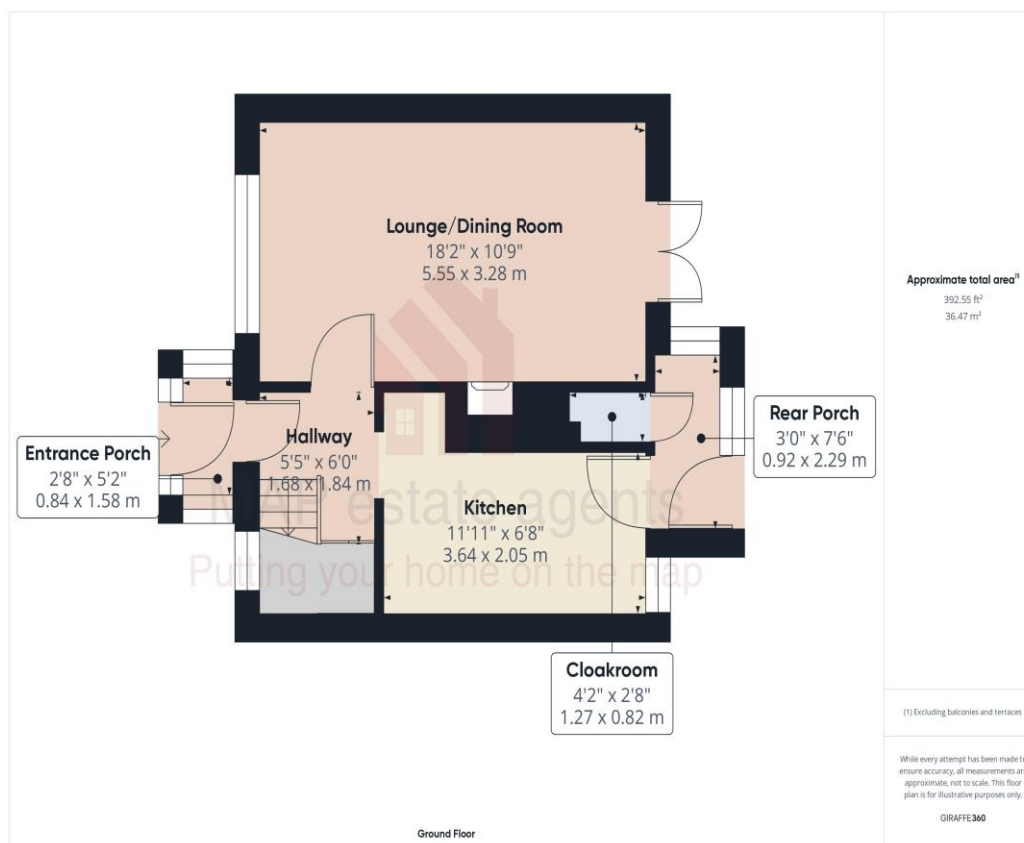 Lounge/Dining Room
18'2" x 10'9"
5.55 x 3.28 m
Approximate total area(1)
392.55 ft²
36.47 m²
Entrance Porch
2'8" x 5'2"
0.84 x 1.58 m
Hallway
5'5" x 6'0"
1.68 x 1.84 m
Rear Porch
3'0" x 7'6"
0.92 x 2.29 m
Kitchen
11'11" x 6'8"
3.64 x 2.05 m
MAP estate agents
Putting your home on the map
Cloakroom
4'2" x 2'8"
1.27 x 0.82 m
(1) Excluding balconies and terraces
While every attempt has been made to
ensure accuracy, all measurements are
approximate, not to scale. This floor
plan is for illustrative purposes only.
GIRAFFE360
Ground Floor